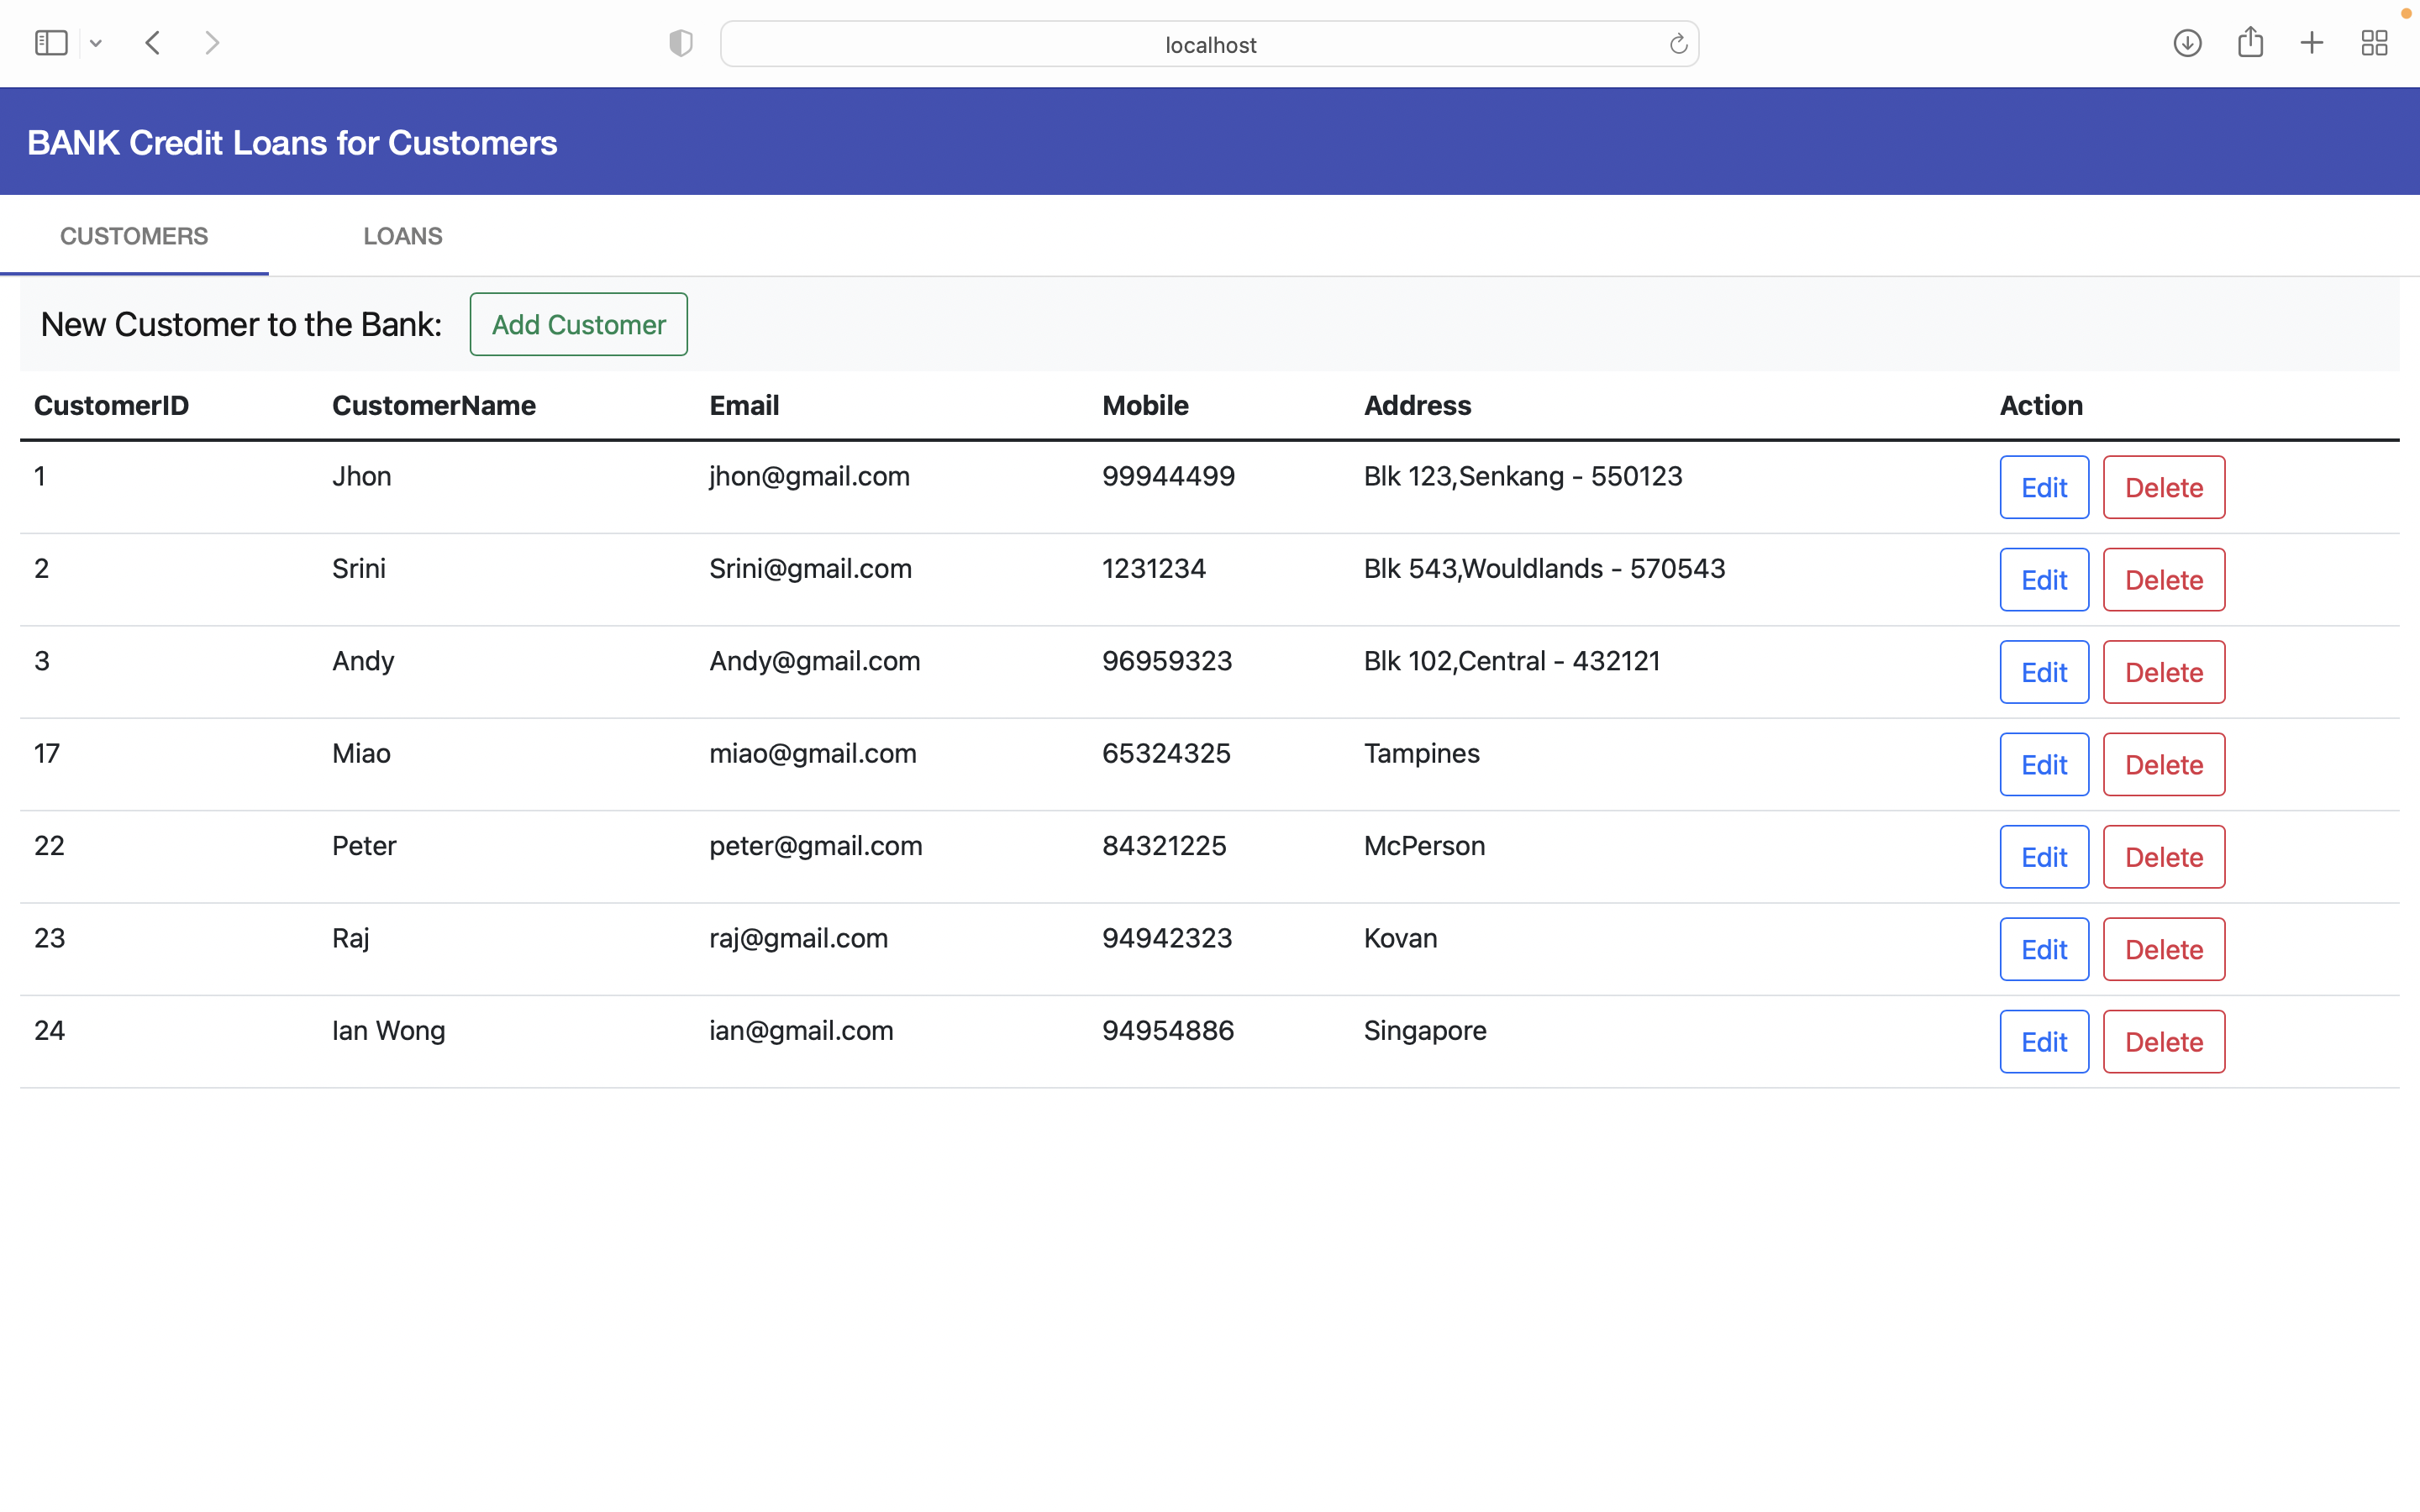 localhost
BANK Credit Loans for Customers
CUSTOMERS LOANS
New Customer to the Bank: Add Customer
CustomerID CustomerName Email Mobile Address Action
1 Jhon jhon@gmail.com 99944499 Blk 123,Senkang - 550123 Edit Delete
2 Srini Srini@gmail.com 1231234 Blk 543,Wouldlands - 570543 Edit Delete
3 Andy Andy@gmail.com 96959323 Blk 102,Central - 432121 Edit Delete
17 Miao miao@gmail.com 65324325 Tampines Edit Delete
22 Peter peter@gmail.com 84321225 McPerson Edit Delete
23 Raj raj@gmail.com 94942323 Kovan Edit Delete
24 Ian Wong ian@gmail.com 94954886 Singapore Edit Delete